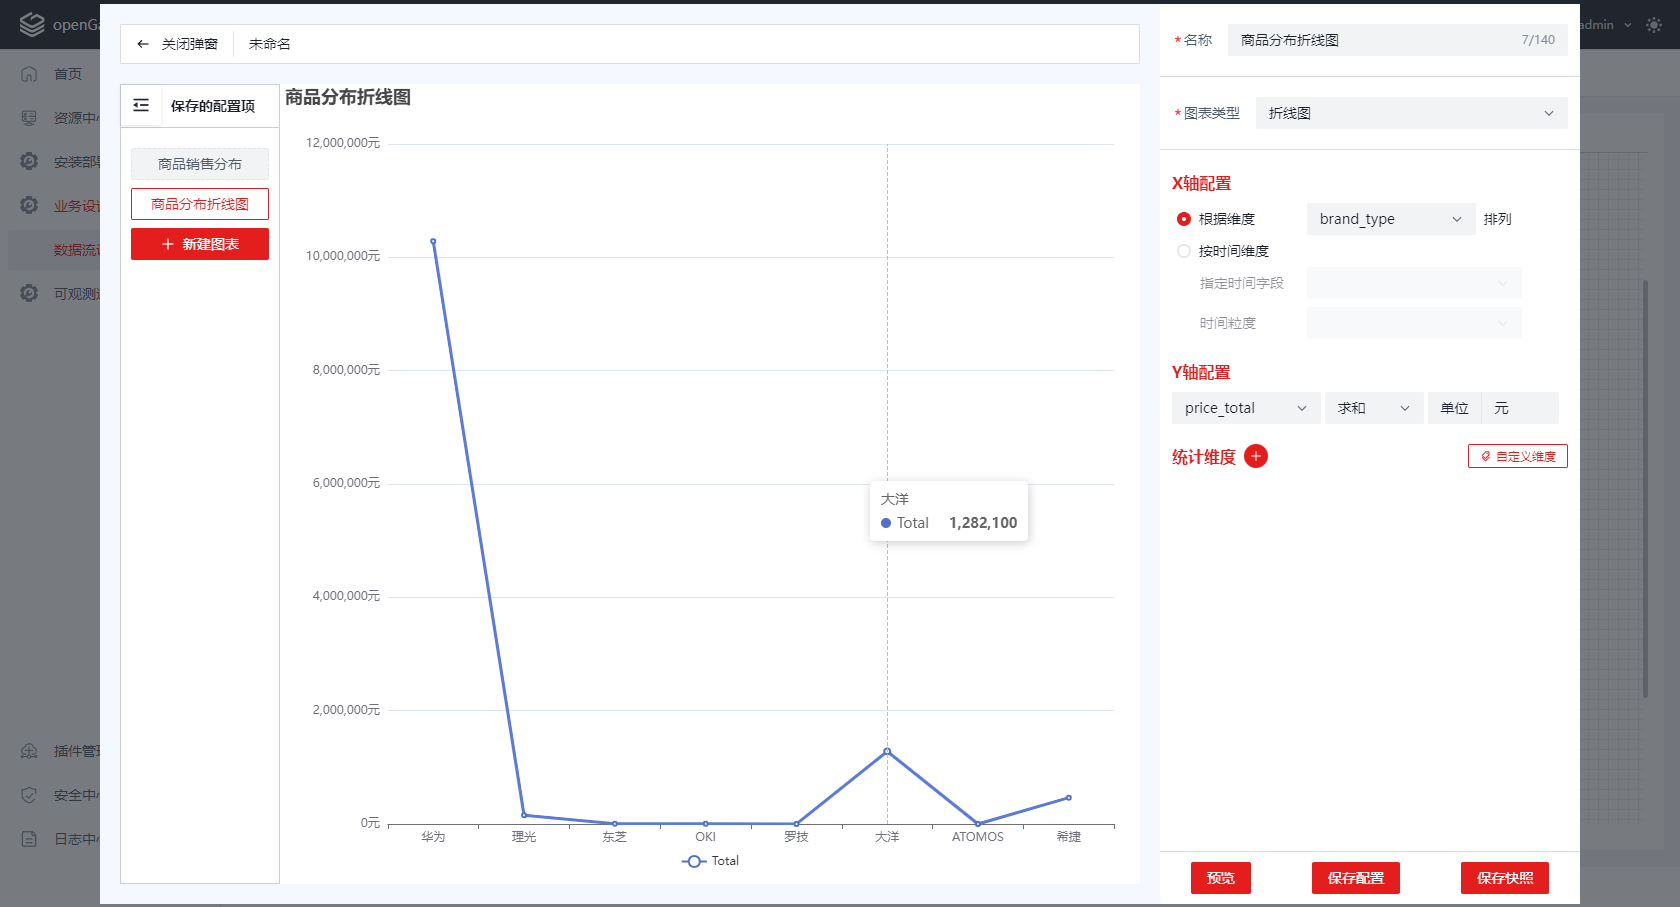 openGa
admin
首页
资源中心
安装部署
业务设计
数据流
可观测
插件管理
安全中心
日志中心
关闭弹窗
未命名
保存的配置项
商品销售分布
商品分布折线图
+ 新建图表
商品分布折线图
12,000,000元
10,000,000元
8,000,000元
6,000,000元
4,000,000元
2,000,000元
0元
华为
理光
东芝
OKI
罗技
大洋
ATOMOS
希捷
Total
大洋
Total 1,282,100
*名称 商品分布折线图 7/140
*图表类型 折线图
X轴配置
根据维度 brand_type 排列
按时间维度
指定时间字段
时间粒度
Y轴配置
price_total 求和 单位 元
统计维度 自定义维度
预览 保存配置 保存快照